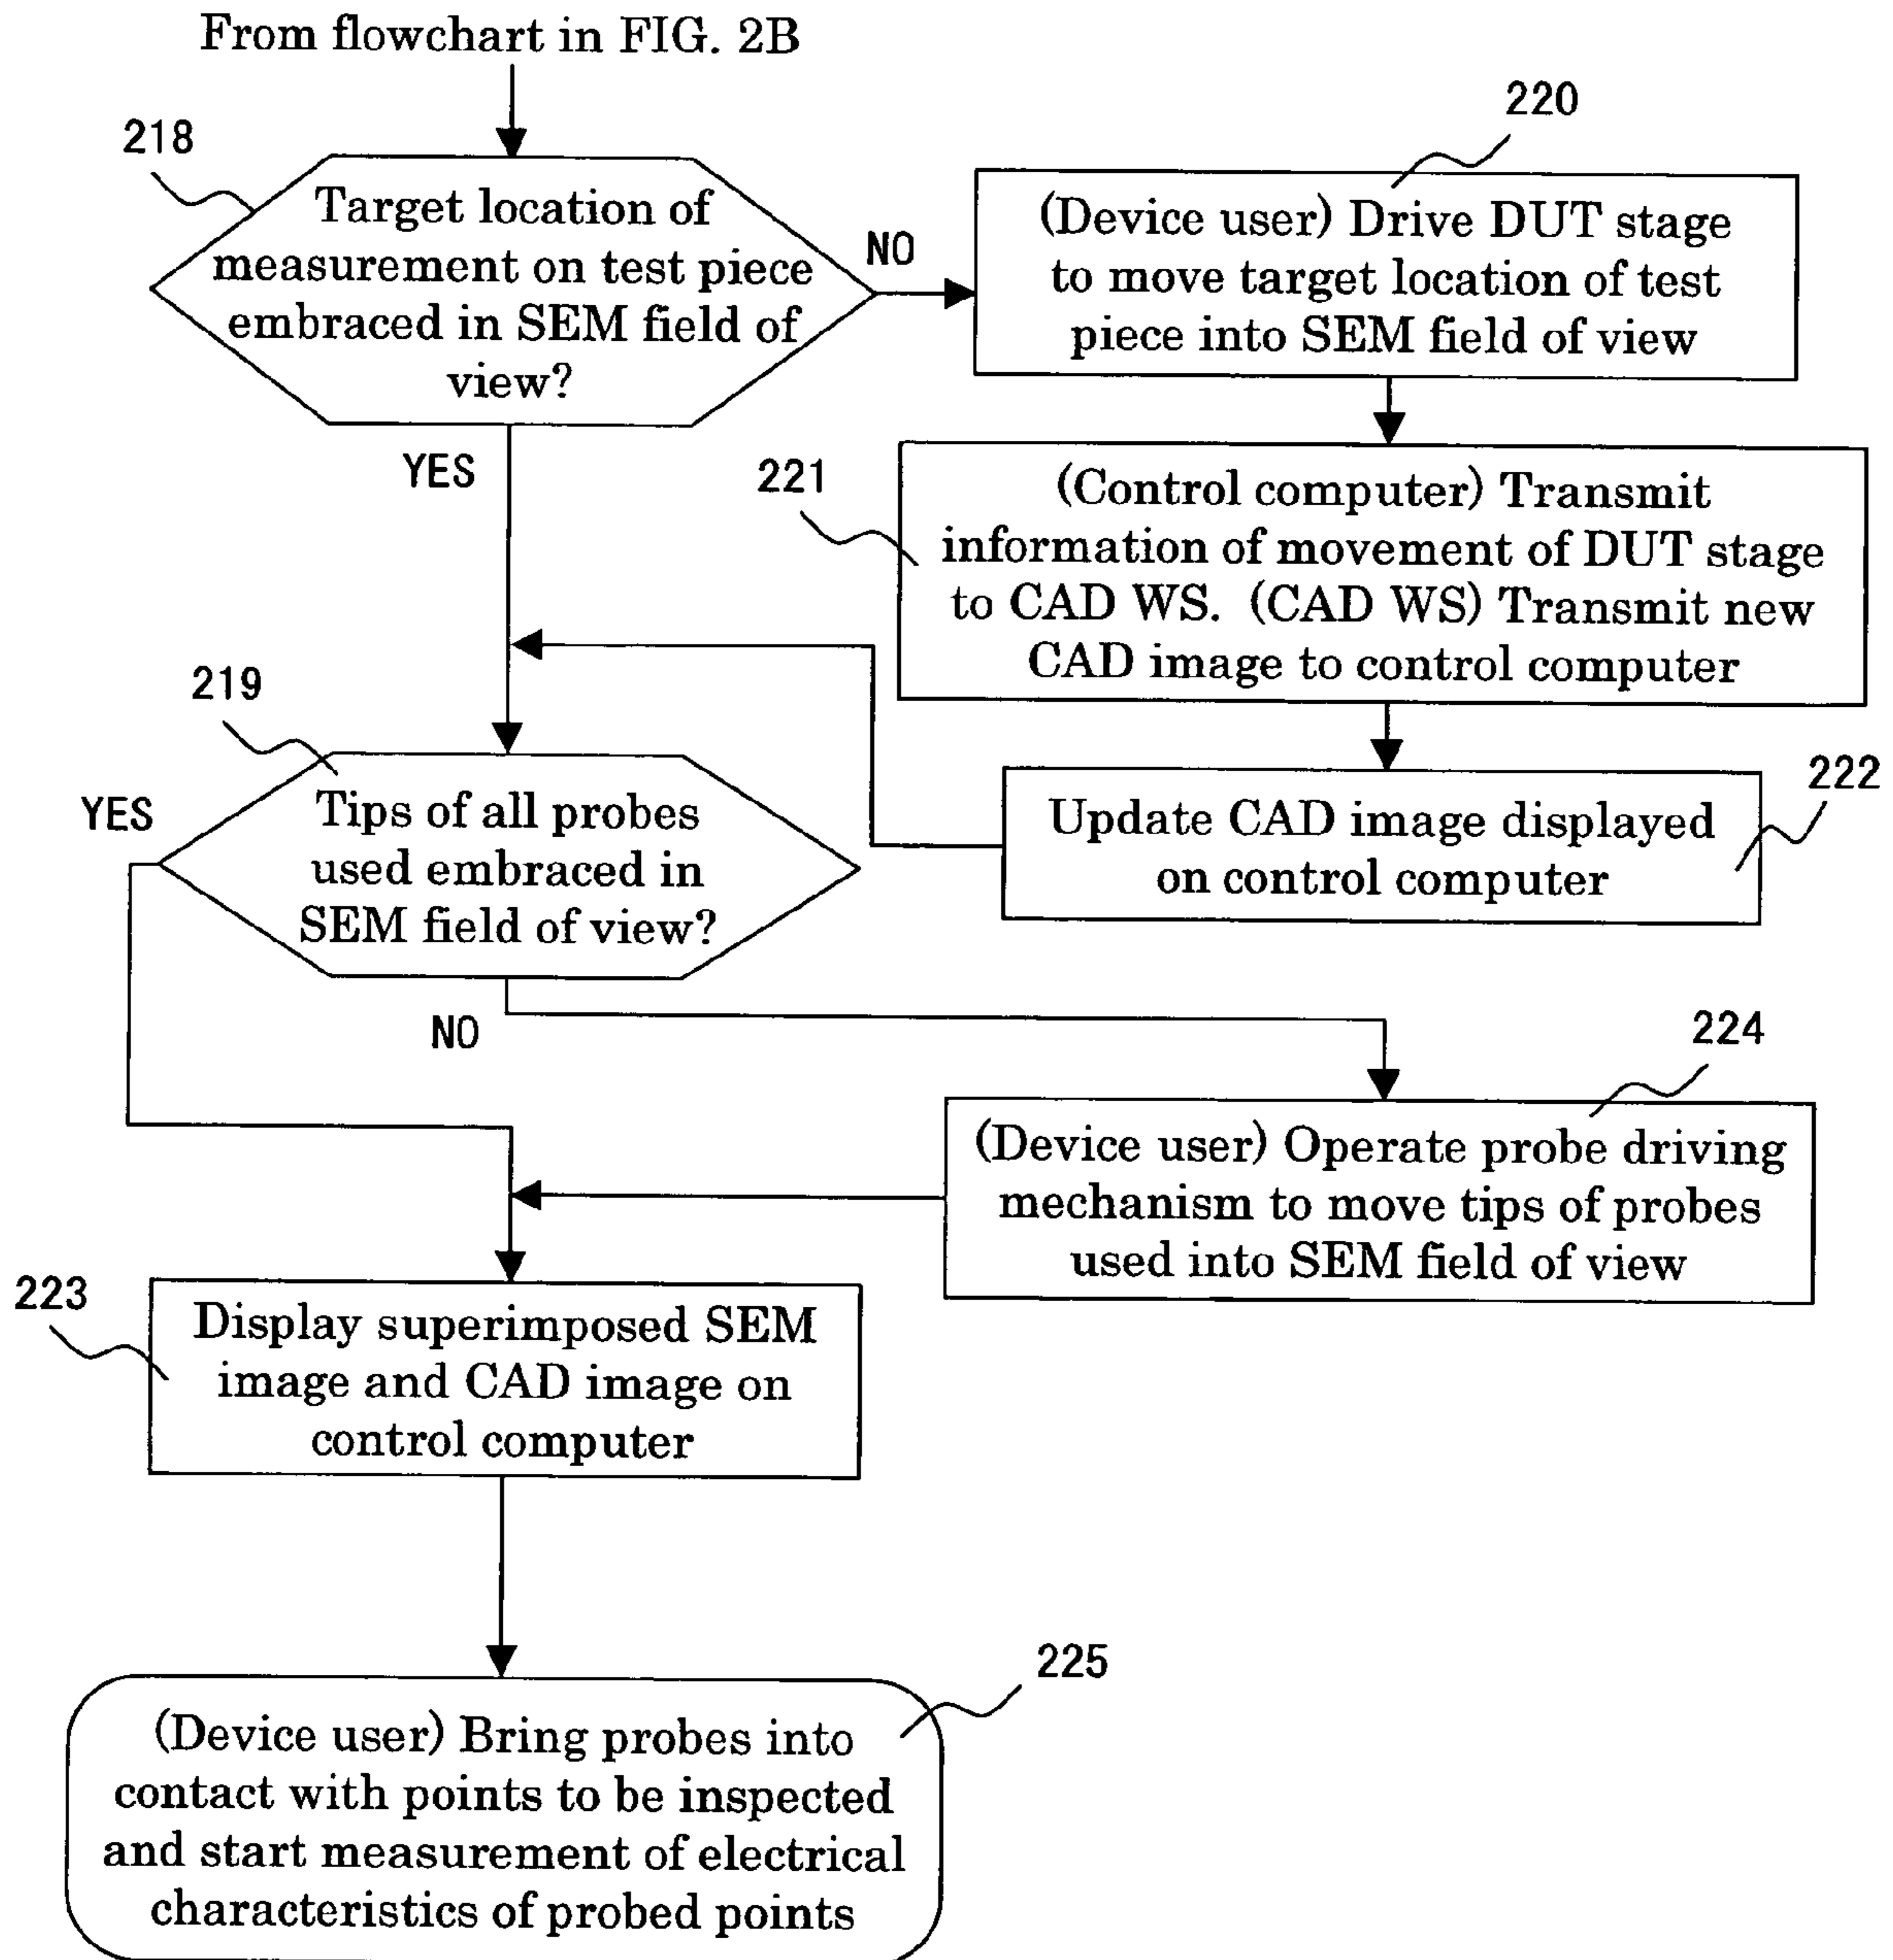 From flowchart in FIG. 2B
218
Target location of
measurement on test piece
embraced in SEM field of
view?
NO
YES
220
(Device user) Drive DUT stage
to move target location of test
piece into SEM field of view
221
(Control computer) Transmit
information of movement of DUT stage
to CAD WS. (CAD WS) Transmit new
CAD image to control computer
222
Update CAD image displayed
on control computer
219
YES
Tips of all probes
used embraced in
SEM field of view?
NO
224
(Device user) Operate probe driving
mechanism to move tips of probes
used into SEM field of view
223
Display superimposed SEM
image and CAD image on
control computer
225
(Device user) Bring probes into
contact with points to be inspected
and start measurement of electrical
characteristics of probed points